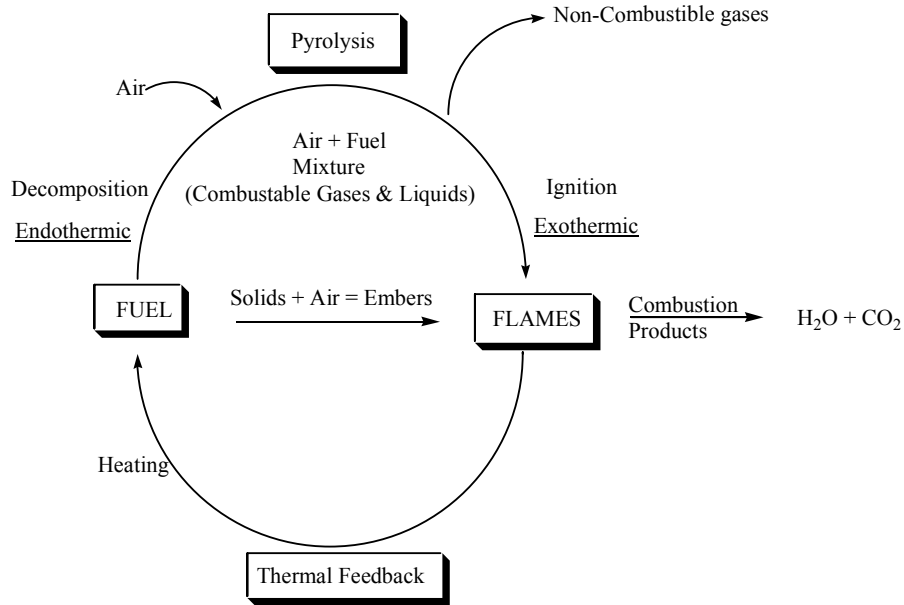 Non-Combustible gases
Pyrolysis
Air
Air + Fuel
Mixture
(Combustable Gases & Liquids)
Decomposition
Endothermic
Ignition
Exothermic
FUEL
Solids + Air = Embers
FLAMES
Combustion
Products
H₂O + CO₂
Heating
Thermal Feedback